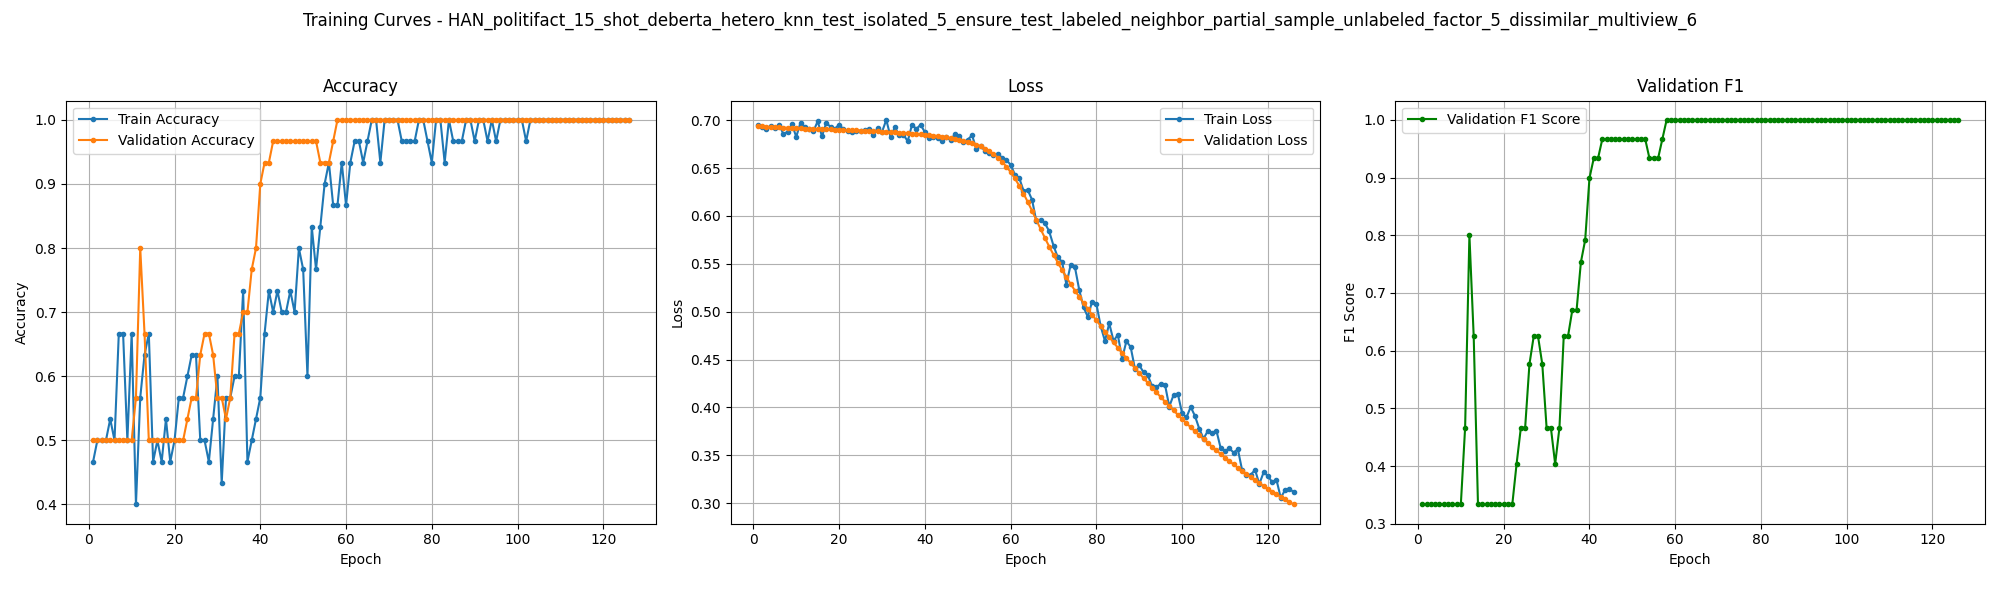 Training Curves - HAN_politifact_15_shot_deberta_hetero_knn_test_isolated_5_ensure_test_labeled_neighbor_partial_sample_unlabeled_factor_5_dissimilar_multiview_6
Accuracy
Train Accuracy
Validation Accuracy
1.0
0.9
0.8
0.7
0.6
0.5
0.4
Accuracy
0 20 40 60 80 100 120
Epoch
Loss
Train Loss
Validation Loss
0.70
0.65
0.60
0.55
0.50
0.45
0.40
0.35
0.30
Loss
0 20 40 60 80 100 120
Epoch
Validation F1
Validation F1 Score
1.0
0.9
0.8
0.7
0.6
0.5
0.4
0.3
F1 Score
0 20 40 60 80 100 120
Epoch